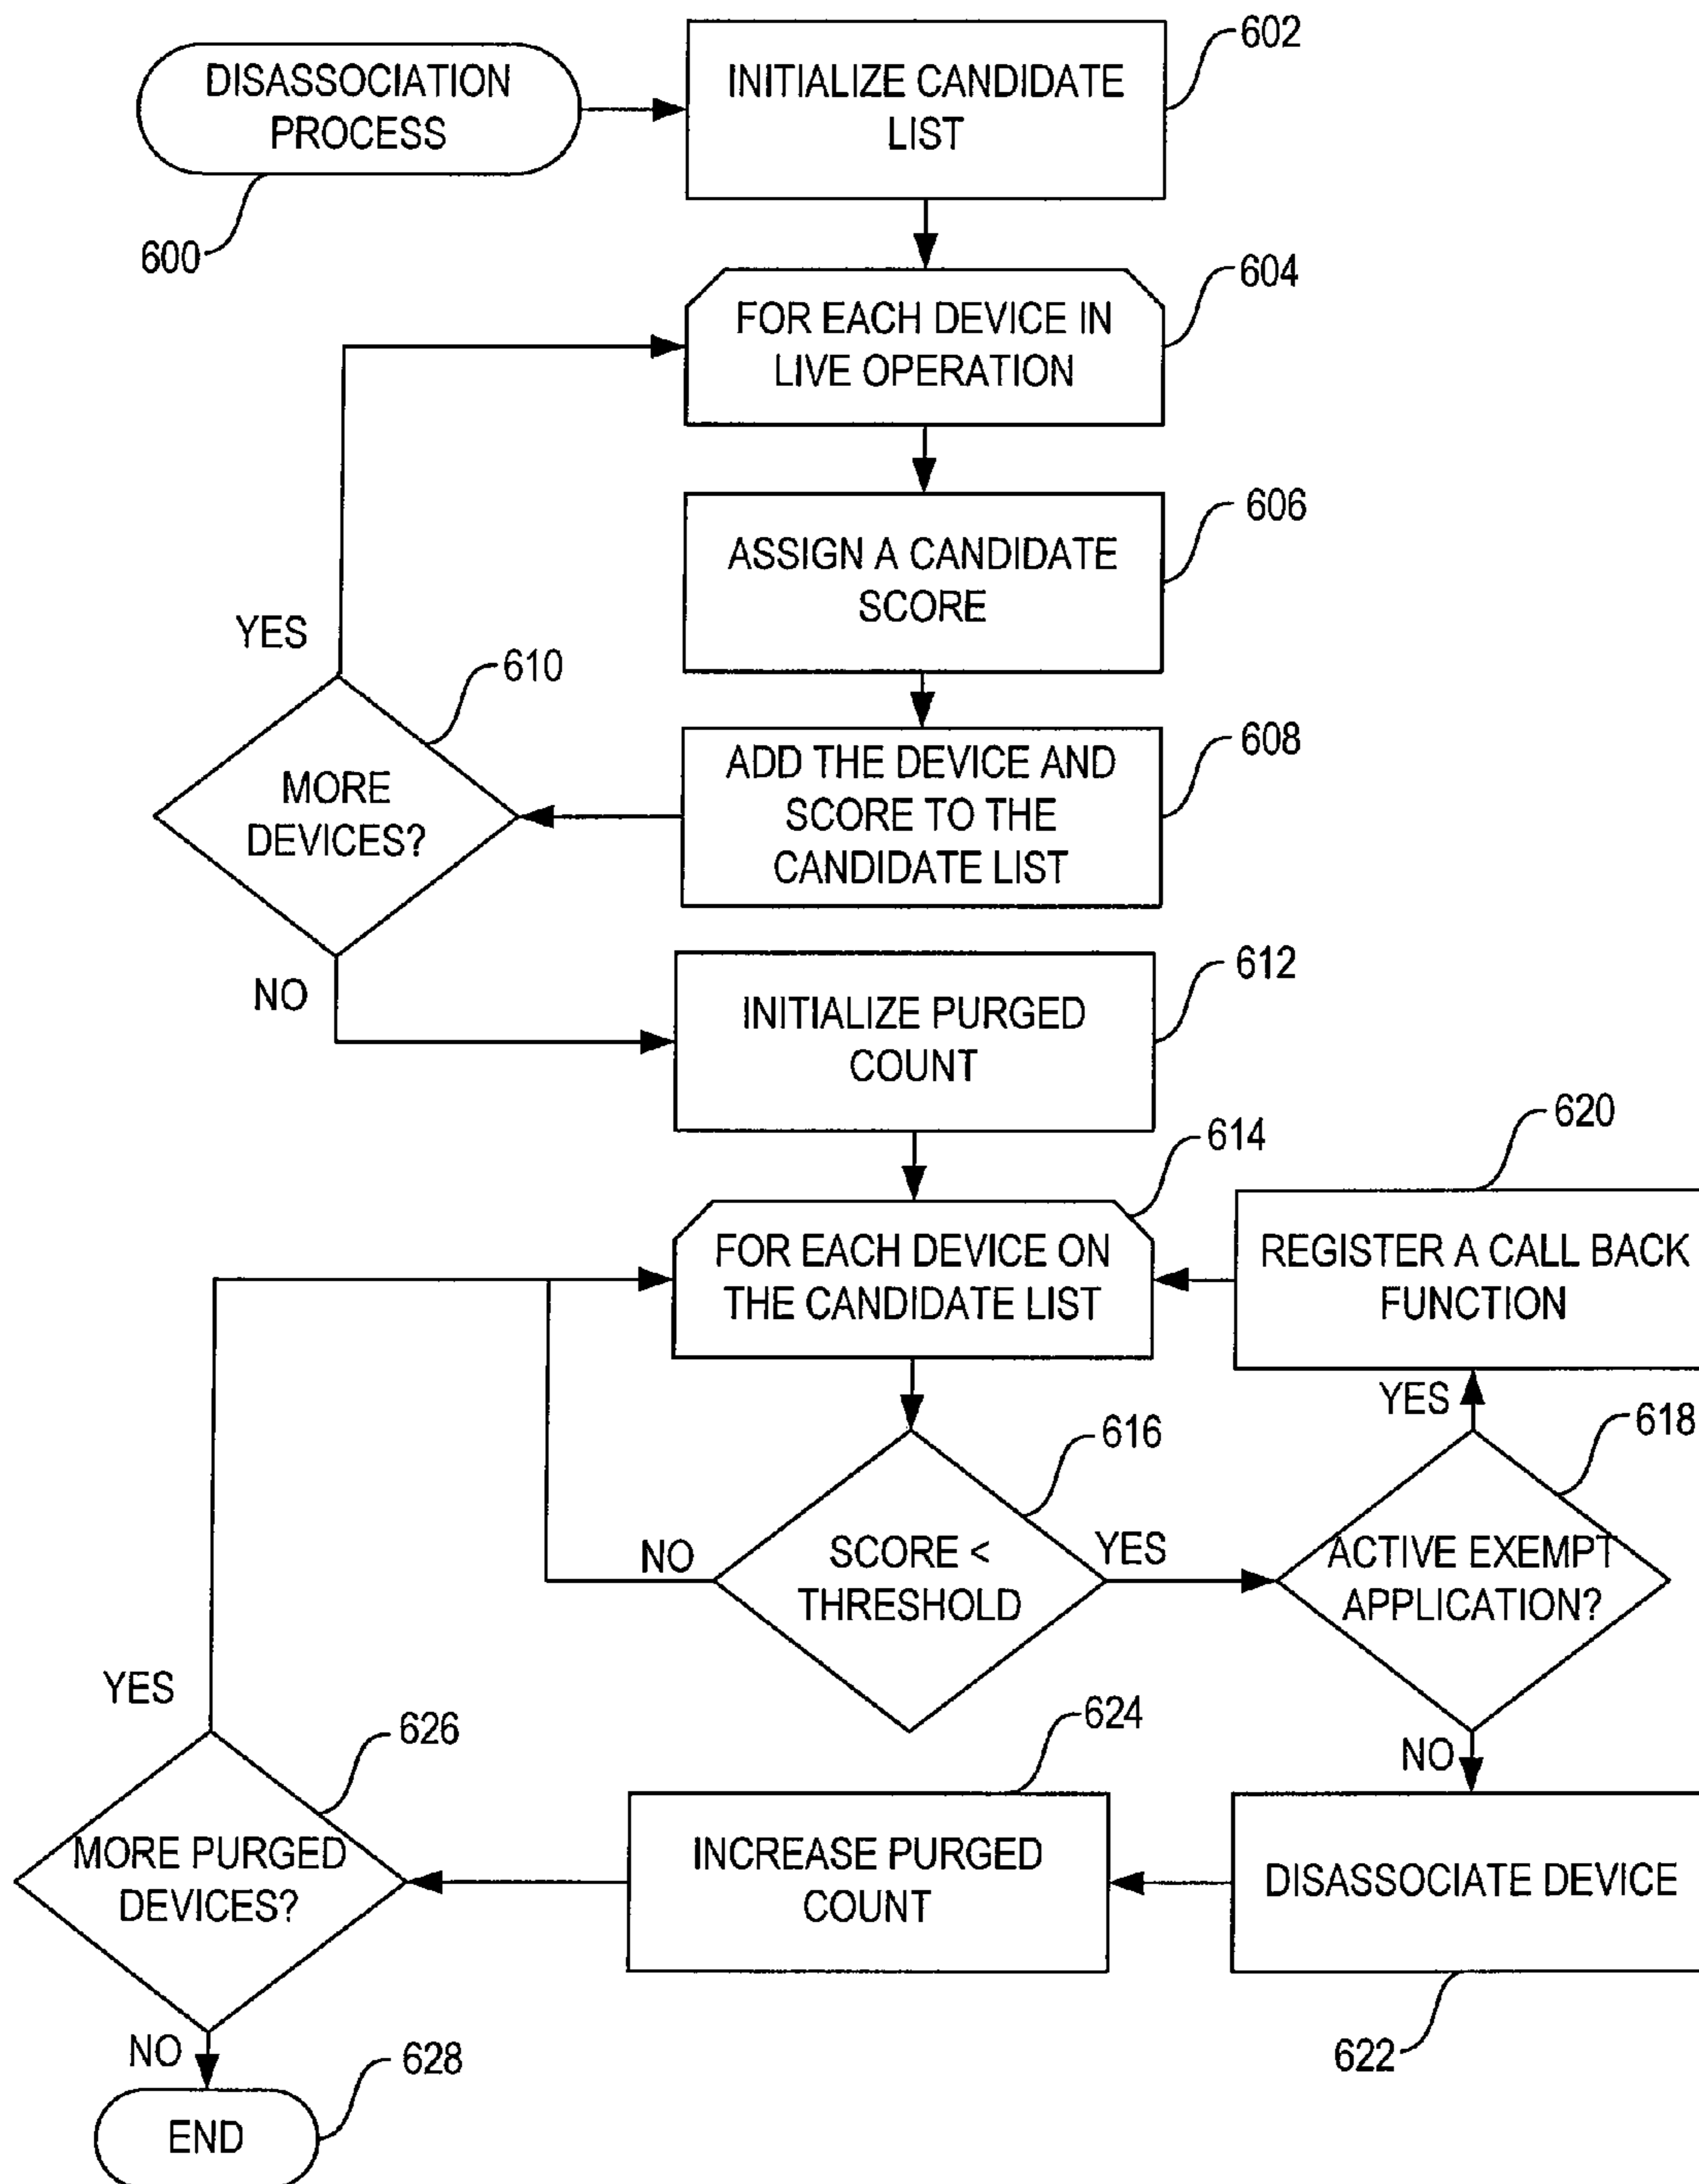 DISASSOCIATION
PROCESS
600
INITIALIZE CANDIDATE
LIST
602
FOR EACH DEVICE IN
LIVE OPERATION
604
ASSIGN A CANDIDATE
SCORE
606
YES
610
MORE
DEVICES?
ADD THE DEVICE AND
SCORE TO THE
CANDIDATE LIST
608
NO
INITIALIZE PURGED
COUNT
612
FOR EACH DEVICE ON
THE CANDIDATE LIST
614
620
REGISTER A CALL BACK
FUNCTION
YES
618
616
NO
SCORE <
THRESHOLD
YES
ACTIVE EXEMPT
APPLICATION?
NO
YES
626
MORE PURGED
DEVICES?
624
INCREASE PURGED
COUNT
DISASSOCIATE DEVICE
622
NO
628
END